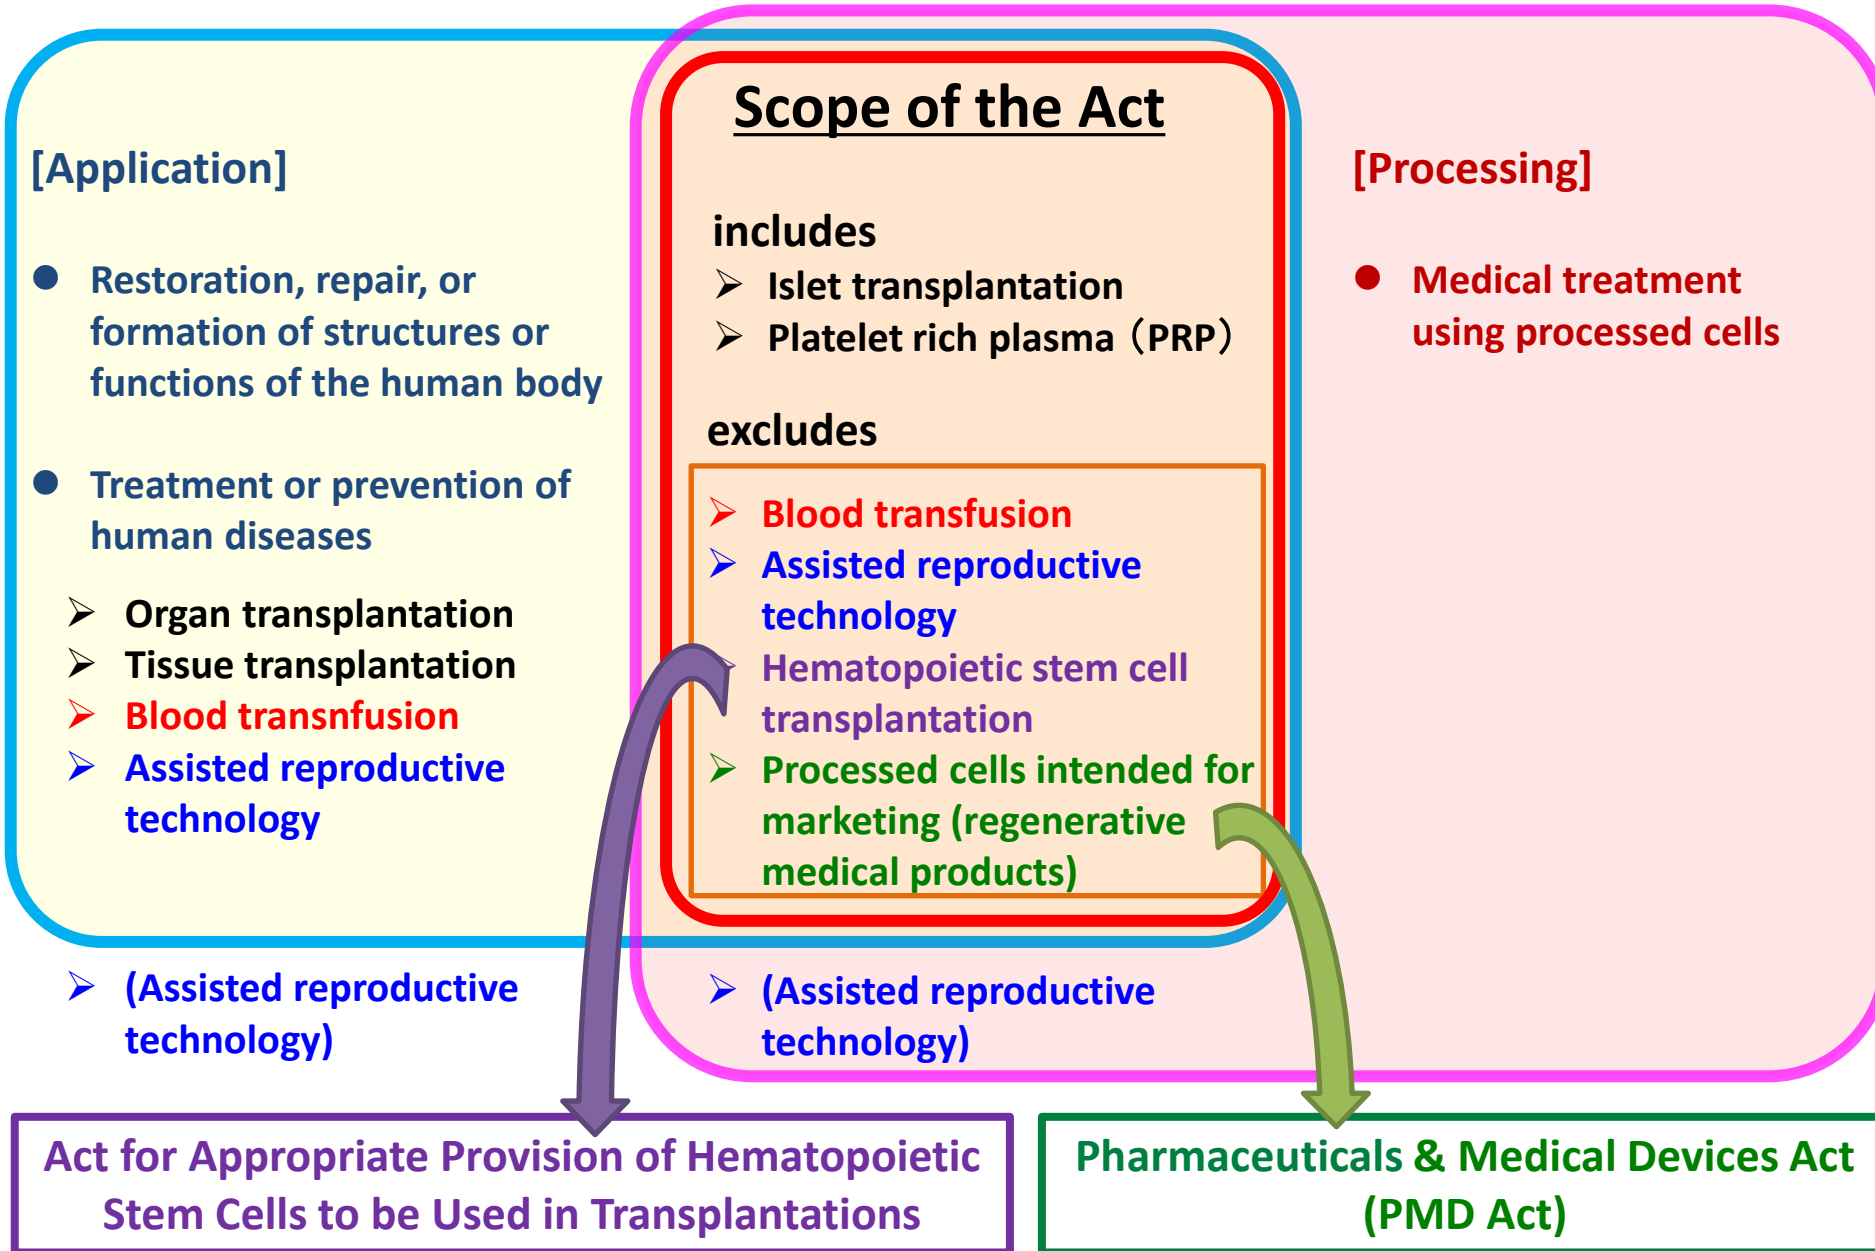 Scope of the Act
[Application]
● Restoration, repair, or
formation of structures or
functions of the human body
● Treatment or prevention of
human diseases
➢ Organ transplantation
➢ Tissue transplantation
➢ Blood transnfusion
➢ Assisted reproductive
technology
➢ (Assisted reproductive
technology)
includes
➢ Islet transplantation
➢ Platelet rich plasma（PRP）
excludes
➢ Blood transfusion
➢ Assisted reproductive
technology
➢ Hematopoietic stem cell
transplantation
➢ Processed cells intended for
marketing (regenerative
medical products)
➢ (Assisted reproductive
technology)
[Processing]
● Medical treatment
using processed cells
Act for Appropriate Provision of Hematopoietic
Stem Cells to be Used in Transplantations
Pharmaceuticals & Medical Devices Act
(PMD Act)